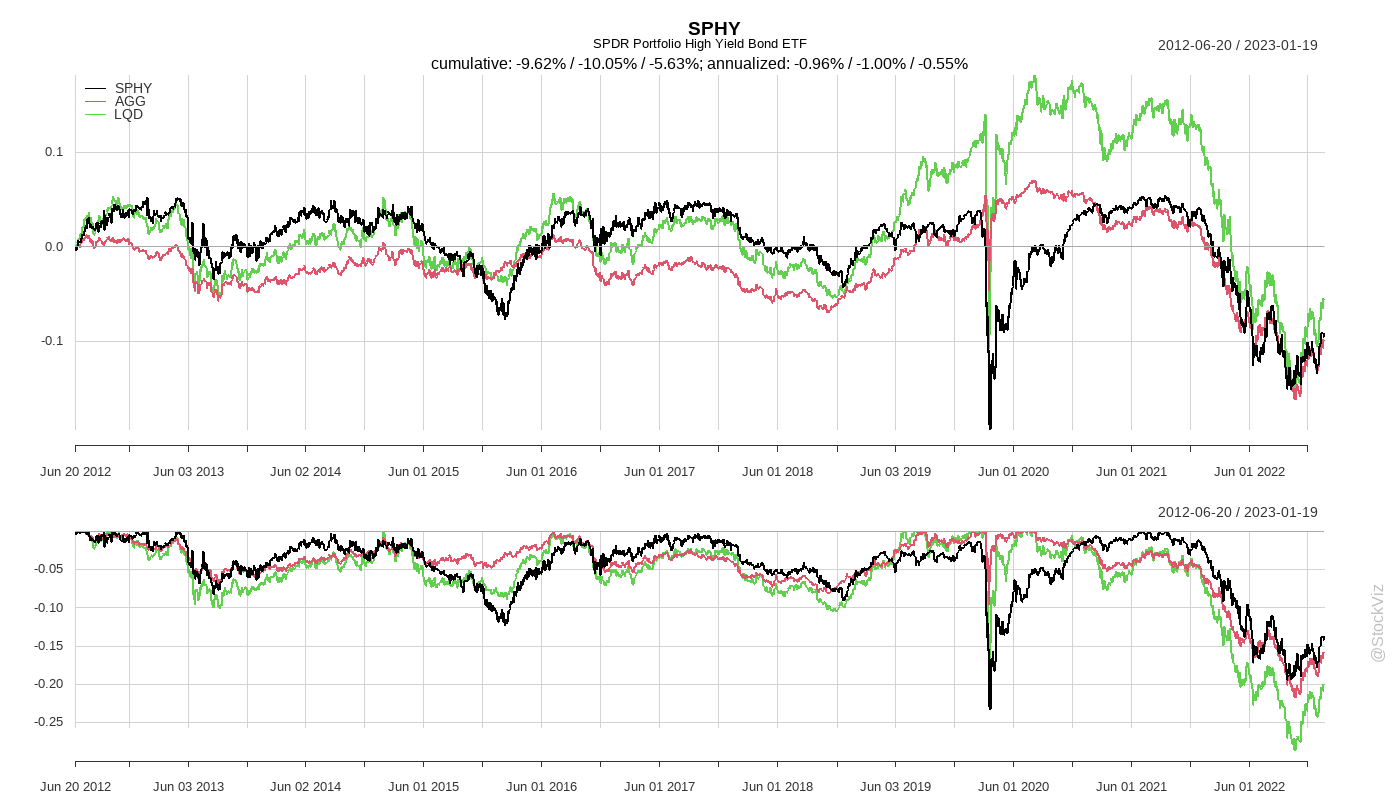 SPHY
SPDR Portfolio High Yield Bond ETF
2012-06-20 / 2023-01-19
cumulative: -9.62% / -10.05% / -5.63%; annualized: -0.96% / -1.00% / -0.55%
SPHY
AGG
LQD
0.1
0.0
-0.1
Jun 20 2012 Jun 03 2013 Jun 02 2014 Jun 01 2015 Jun 01 2016 Jun 01 2017 Jun 01 2018 Jun 03 2019 Jun 01 2020 Jun 01 2021 Jun 01 2022
2012-06-20 / 2023-01-19
-0.05
-0.10
-0.15
-0.20
-0.25
Jun 20 2012 Jun 03 2013 Jun 02 2014 Jun 01 2015 Jun 01 2016 Jun 01 2017 Jun 01 2018 Jun 03 2019 Jun 01 2020 Jun 01 2021 Jun 01 2022
@StockViz